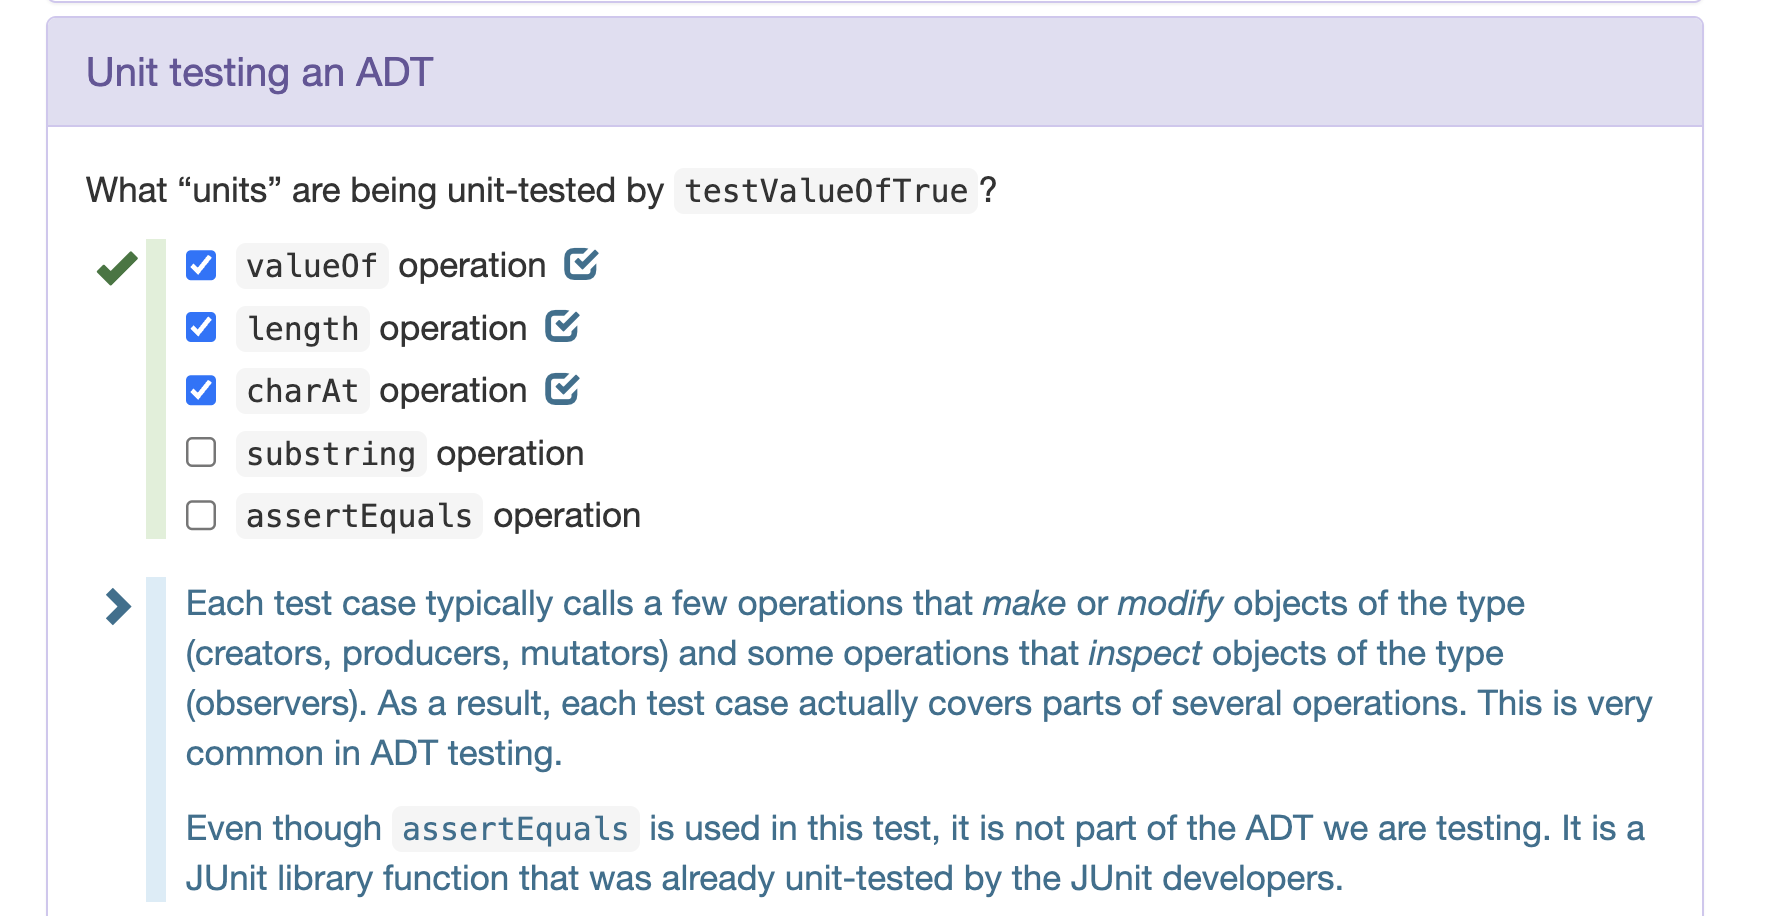 Unit testing an ADT
What “units” are being unit-tested by testValueOfTrue?
valueOf operation
length operation
charAt operation
substring operation
assertEquals operation
Each test case typically calls a few operations that make or modify objects of the type
(creators, producers, mutators) and some operations that inspect objects of the type
(observers). As a result, each test case actually covers parts of several operations. This is very
common in ADT testing.
Even though assertEquals is used in this test, it is not part of the ADT we are testing. It is a
JUnit library function that was already unit-tested by the JUnit developers.